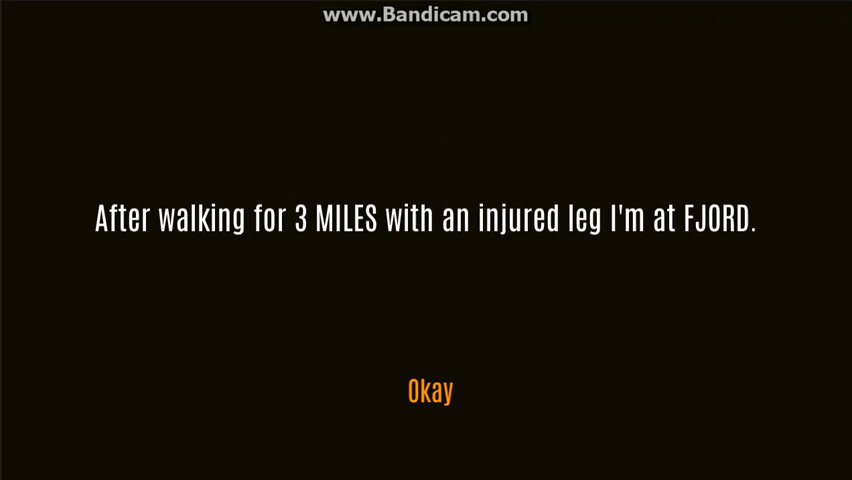 www.Bandicam.com
After walking for 3 MILES with an injured leg I'm at FJORD.
Okay